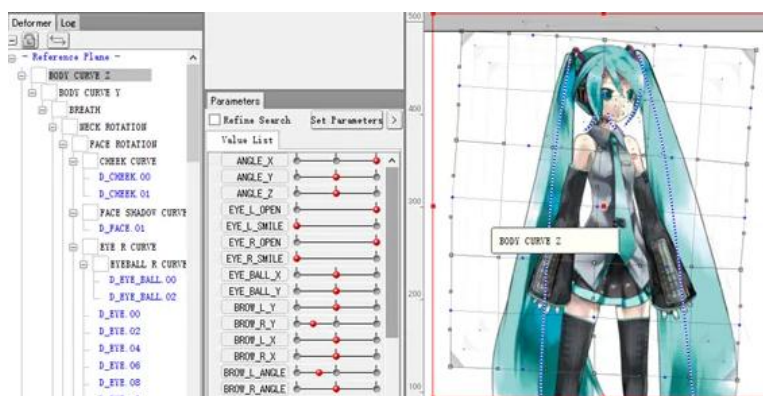 Deformer Log
- Reference Plane -
BODY CURVE Z
BODY CURVE Y
BREATH
NECK ROTATION
FACE ROTATION
CHEEK CURVE
D_CHEEK.00
D_CHEEK.01
FACE SHADOW CURVE
D_FACE.01
EYE R CURVE
EYEBALL R CURVE
D_EYE_BALL.00
D_EYE_BALL.02
D_EYE.00
D_EYE.02
D_EYE.04
D_EYE.06
D_EYE.08
Parameters
Refine Search Set Parameters >
Value List
ANGLE_X
ANGLE_Y
ANGLE_Z
EYE_L_OPEN
EYE_L_SMILE
EYE_R_OPEN
EYE_R_SMILE
EYE_BALL_X
EYE_BALL_Y
BROW_L_Y
BROW_R_Y
BROW_L_X
BROW_R_X
BROW_L_ANGLE
BROW_R_ANGLE
500
400
300
200
100
BODY CURVE Z